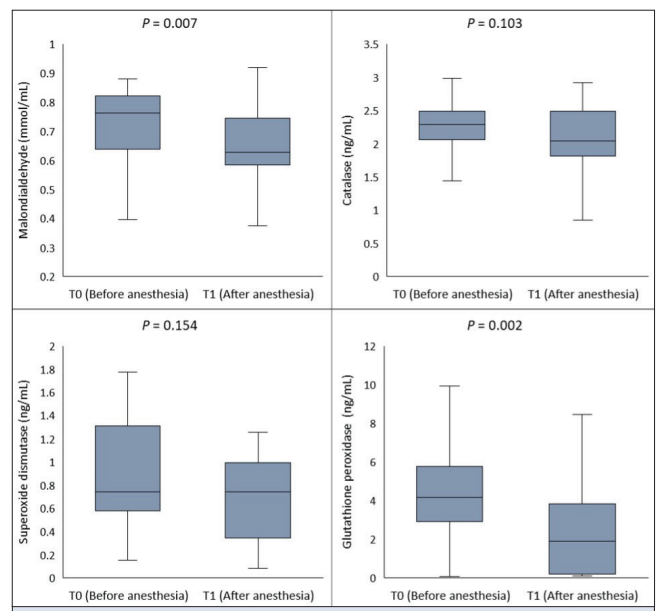 P = 0.007
Malondialdehyde (mmol/mL)
1
0.9
0.8
0.7
0.6
0.5
0.4
0.3
0.2
T0 (Before anesthesia) T1 (After anesthesia)
P = 0.103
Catalase (ng/mL)
3.5
3
2.5
2
1.5
1
0.5
0
T0 (Before anesthesia) T1 (After anesthesia)
P = 0.154
Superoxide dismutase (ng/mL)
2
1.8
1.6
1.4
1.2
1
0.8
0.6
0.4
0.2
0
T0 (Before anesthesia) T1 (After anesthesia)
P = 0.002
Glutathione peroxidase (ng/mL)
12
10
8
6
4
2
0
T0 (Before anesthesia) T1 (After anesthesia)